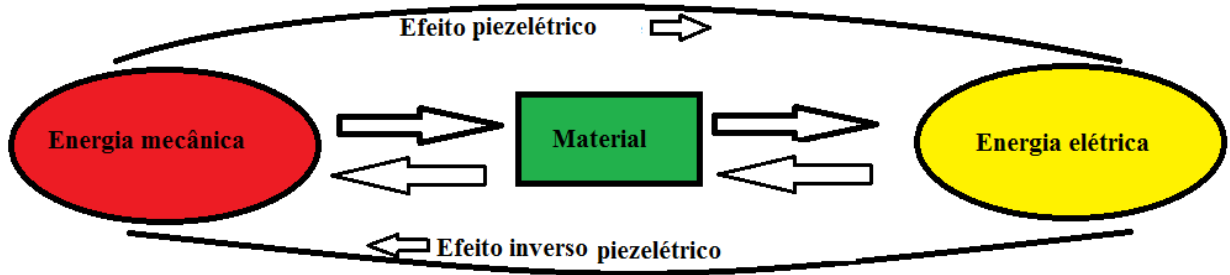 Efeito piezelétrico
Energia mecânica
Material
Energia elétrica
Efeito inverso piezelétrico